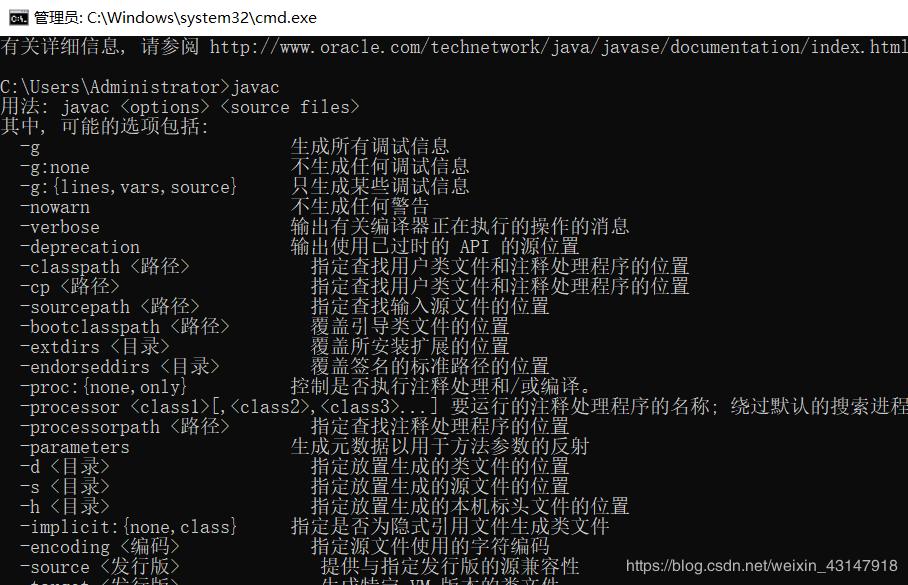 管理员: C:\Windows\system32\cmd.exe
有关详细信息, 请参阅 http://www.oracle.com/technetwork/java/javase/documentation/index.html
C:\Users\Administrator>javac
用法: javac <options> <source files>
其中, 可能的选项包括:
-g 生成所有调试信息
-g:none 不生成任何调试信息
-g:{lines,vars,source} 只生成某些调试信息
-nowarn 不生成任何警告
-verbose 输出有关编译器正在执行的操作的消息
-deprecation 输出使用已过时的 API 的源位置
-classpath <路径> 指定查找用户类文件和注释处理程序的位置
-cp <路径> 指定查找用户类文件和注释处理程序的位置
-sourcepath <路径> 指定查找输入源文件的位置
-bootclasspath <路径> 覆盖引导类文件的位置
-extdirs <目录> 覆盖所安装扩展的位置
-endorseddirs <目录> 覆盖签名的标准路径的位置
-proc:{none,only} 控制是否执行注释处理和/或编译。
-processor <class1>[,<class2>,<class3>...] 要运行的注释处理程序的名称; 绕过默认的搜索进程
-processorpath <路径> 指定查找注释处理程序的位置
-parameters 生成元数据以用于方法参数的反射
-d <目录> 指定放置生成的类文件的位置
-s <目录> 指定放置生成的源文件的位置
-h <目录> 指定放置生成的本机标头文件的位置
-implicit:{none,class} 指定是否为隐式引用文件生成类文件
-encoding <编码> 指定源文件使用的字符编码
-source <发行版> 提供与指定发行版的源兼容性
-target <发行版> 生成特定 VM 版本的类文件
https://blog.csdn.net/weixin_43147918